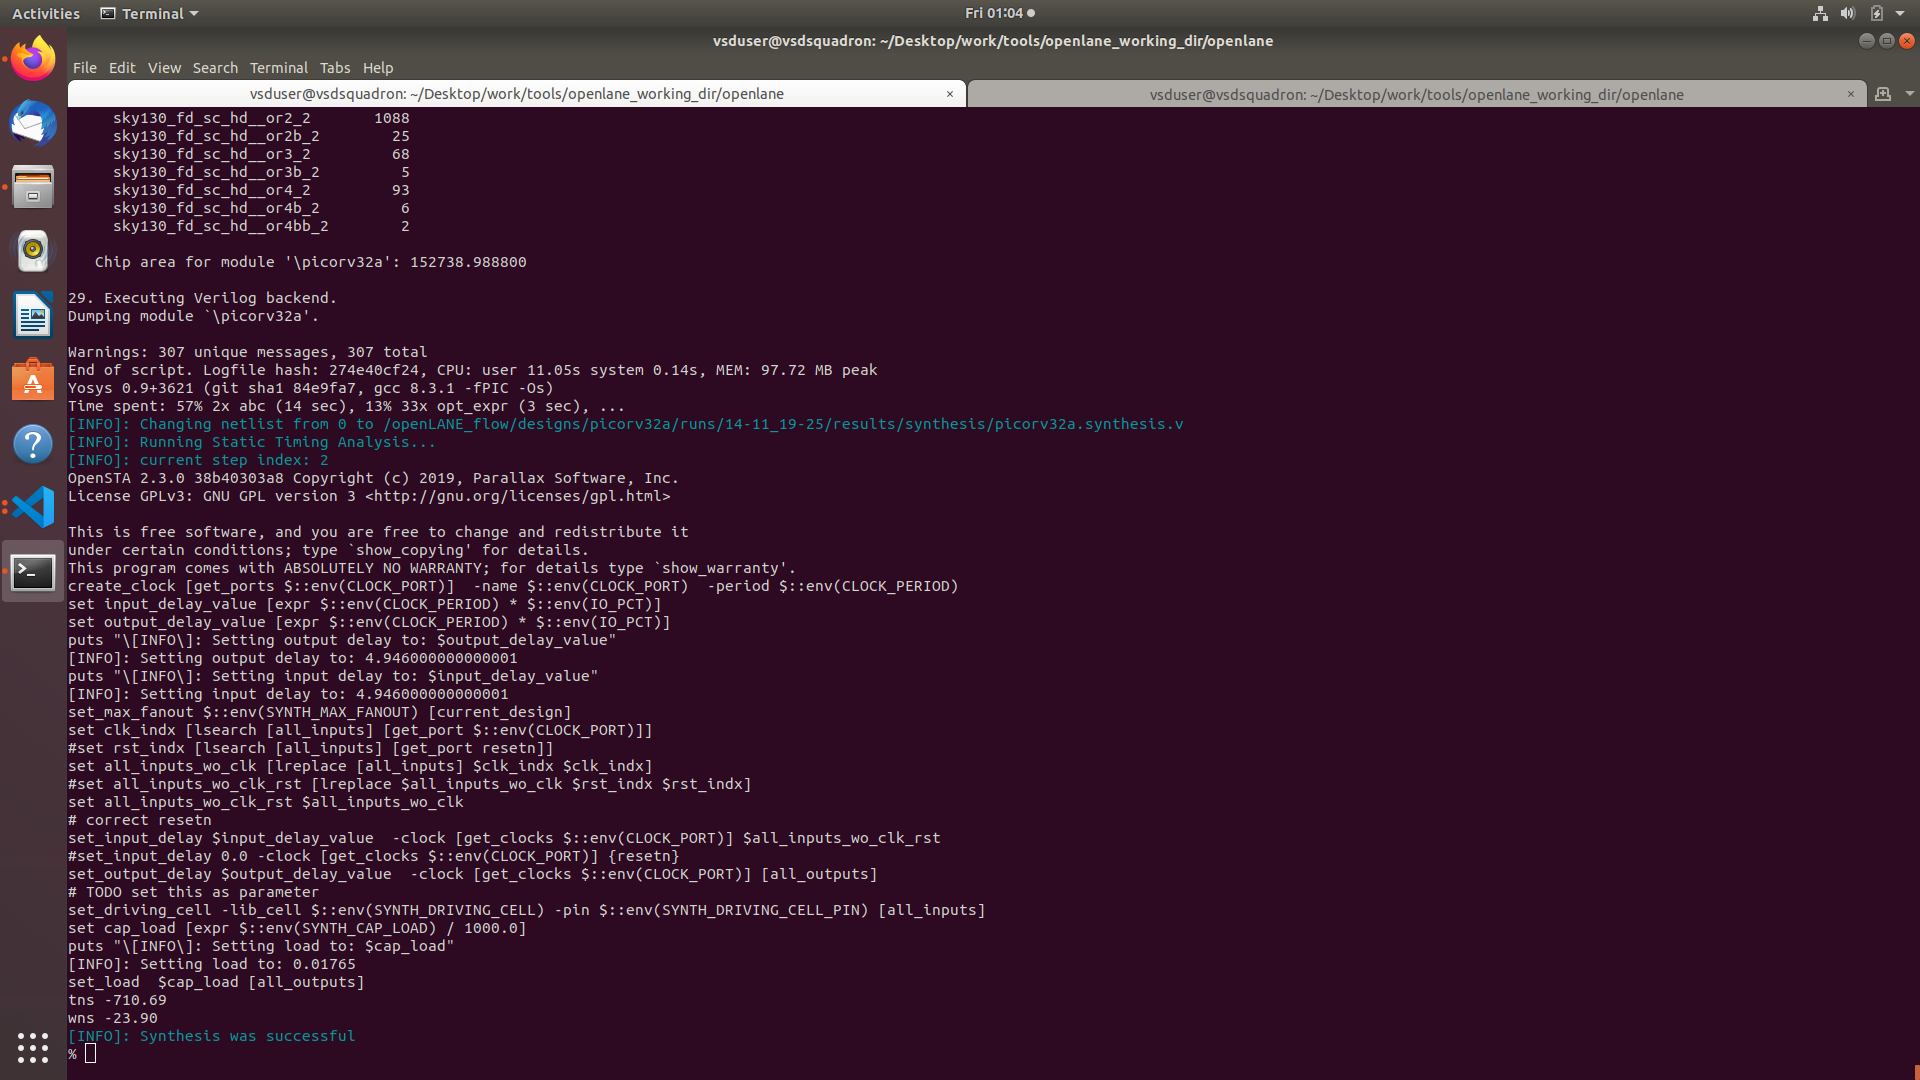 Activities
Terminal
Fri 01:04
vsduser@vsdsquadron: ~/Desktop/work/tools/openlane_working_dir/openlane
File Edit View Search Terminal Tabs Help
vsduser@vsdsquadron: ~/Desktop/work/tools/openlane_working_dir/openlane
vsduser@vsdsquadron: ~/Desktop/work/tools/openlane_working_dir/openlane
sky130_fd_sc_hd__or2_2 1088
sky130_fd_sc_hd__or2b_2 25
sky130_fd_sc_hd__or3_2 68
sky130_fd_sc_hd__or3b_2 5
sky130_fd_sc_hd__or4_2 93
sky130_fd_sc_hd__or4b_2 6
sky130_fd_sc_hd__or4bb_2 2
Chip area for module '\picorv32a': 152738.988800
29. Executing Verilog backend.
Dumping module `\picorv32a'.
Warnings: 307 unique messages, 307 total
End of script. Logfile hash: 274e40cf24, CPU: user 11.05s system 0.14s, MEM: 97.72 MB peak
Yosys 0.9+3621 (git sha1 84e9fa7, gcc 8.3.1 -fPIC -Os)
Time spent: 57% 2x abc (14 sec), 13% 33x opt_expr (3 sec), ...
[INFO]: Changing netlist from 0 to /openLANE_flow/designs/picorv32a/runs/14-11_19-25/results/synthesis/picorv32a.synthesis.v
[INFO]: Running Static Timing Analysis...
[INFO]: current step index: 2
OpenSTA 2.3.0 38b40303a8 Copyright (c) 2019, Parallax Software, Inc.
License GPLv3: GNU GPL version 3 <http://gnu.org/licenses/gpl.html>
This is free software, and you are free to change and redistribute it
under certain conditions; type `show_copying' for details.
This program comes with ABSOLUTELY NO WARRANTY; for details type `show_warranty'.
create_clock [get_ports $::env(CLOCK_PORT)]  -name $::env(CLOCK_PORT)  -period $::env(CLOCK_PERIOD)
set input_delay_value [expr $::env(CLOCK_PERIOD) * $::env(IO_PCT)]
set output_delay_value [expr $::env(CLOCK_PERIOD) * $::env(IO_PCT)]
puts "\[INFO\]: Setting output delay to: $output_delay_value"
[INFO]: Setting output delay to: 4.946000000000001
puts "\[INFO\]: Setting input delay to: $input_delay_value"
[INFO]: Setting input delay to: 4.946000000000001
set_max_fanout $::env(SYNTH_MAX_FANOUT) [current_design]
set clk_indx [lsearch [all_inputs] [get_port $::env(CLOCK_PORT)]]
#set rst_indx [lsearch [all_inputs] [get_port resetn]]
set all_inputs_wo_clk [lreplace [all_inputs] $clk_indx $clk_indx]
#set all_inputs_wo_clk_rst [lreplace $all_inputs_wo_clk $rst_indx $rst_indx]
set all_inputs_wo_clk_rst $all_inputs_wo_clk
# correct resetn
set_input_delay $input_delay_value  -clock [get_clocks $::env(CLOCK_PORT)] $all_inputs_wo_clk_rst
#set_input_delay 0.0 -clock [get_clocks $::env(CLOCK_PORT)] {resetn}
set_output_delay $output_delay_value  -clock [get_clocks $::env(CLOCK_PORT)] [all_outputs]
# TODO set this as parameter
set_driving_cell -lib_cell $::env(SYNTH_DRIVING_CELL) -pin $::env(SYNTH_DRIVING_CELL_PIN) [all_inputs]
set cap_load [expr $::env(SYNTH_CAP_LOAD) / 1000.0]
puts "\[INFO\]: Setting load to: $cap_load"
[INFO]: Setting load to: 0.01765
set_load  $cap_load [all_outputs]
tns -710.69
wns -23.90
[INFO]: Synthesis was successful
%